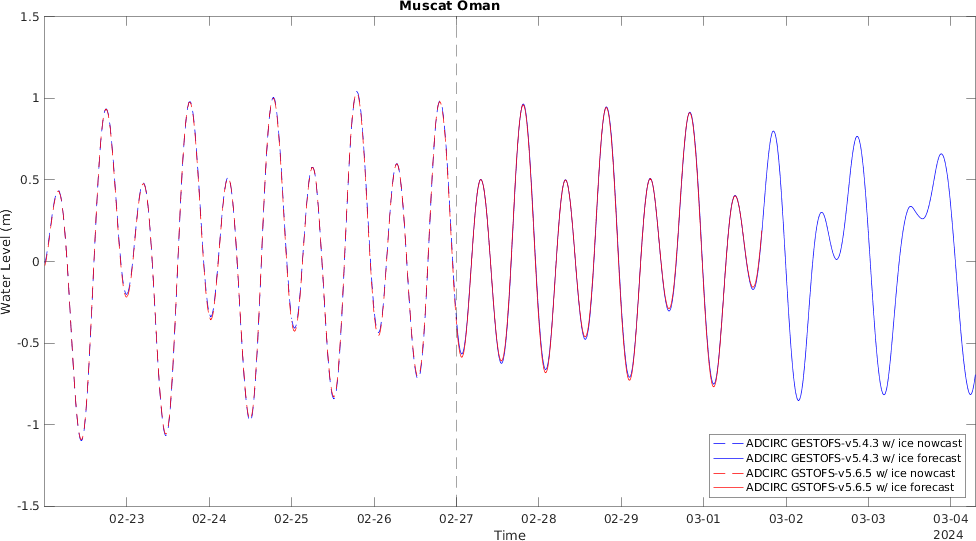 Muscat Oman
1.5
1
0.5
0
-0.5
-1
-1.5
Water Level (m)
02-23 02-24 02-25 02-26 02-27 02-28 02-29 03-01 03-02 03-03 03-04
Time
2024
ADCIRC GESTOFS-v5.4.3 w/ ice nowcast
ADCIRC GESTOFS-v5.4.3 w/ ice forecast
ADCIRC GSTOFS-v5.6.5 w/ ice nowcast
ADCIRC GSTOFS-v5.6.5 w/ ice forecast